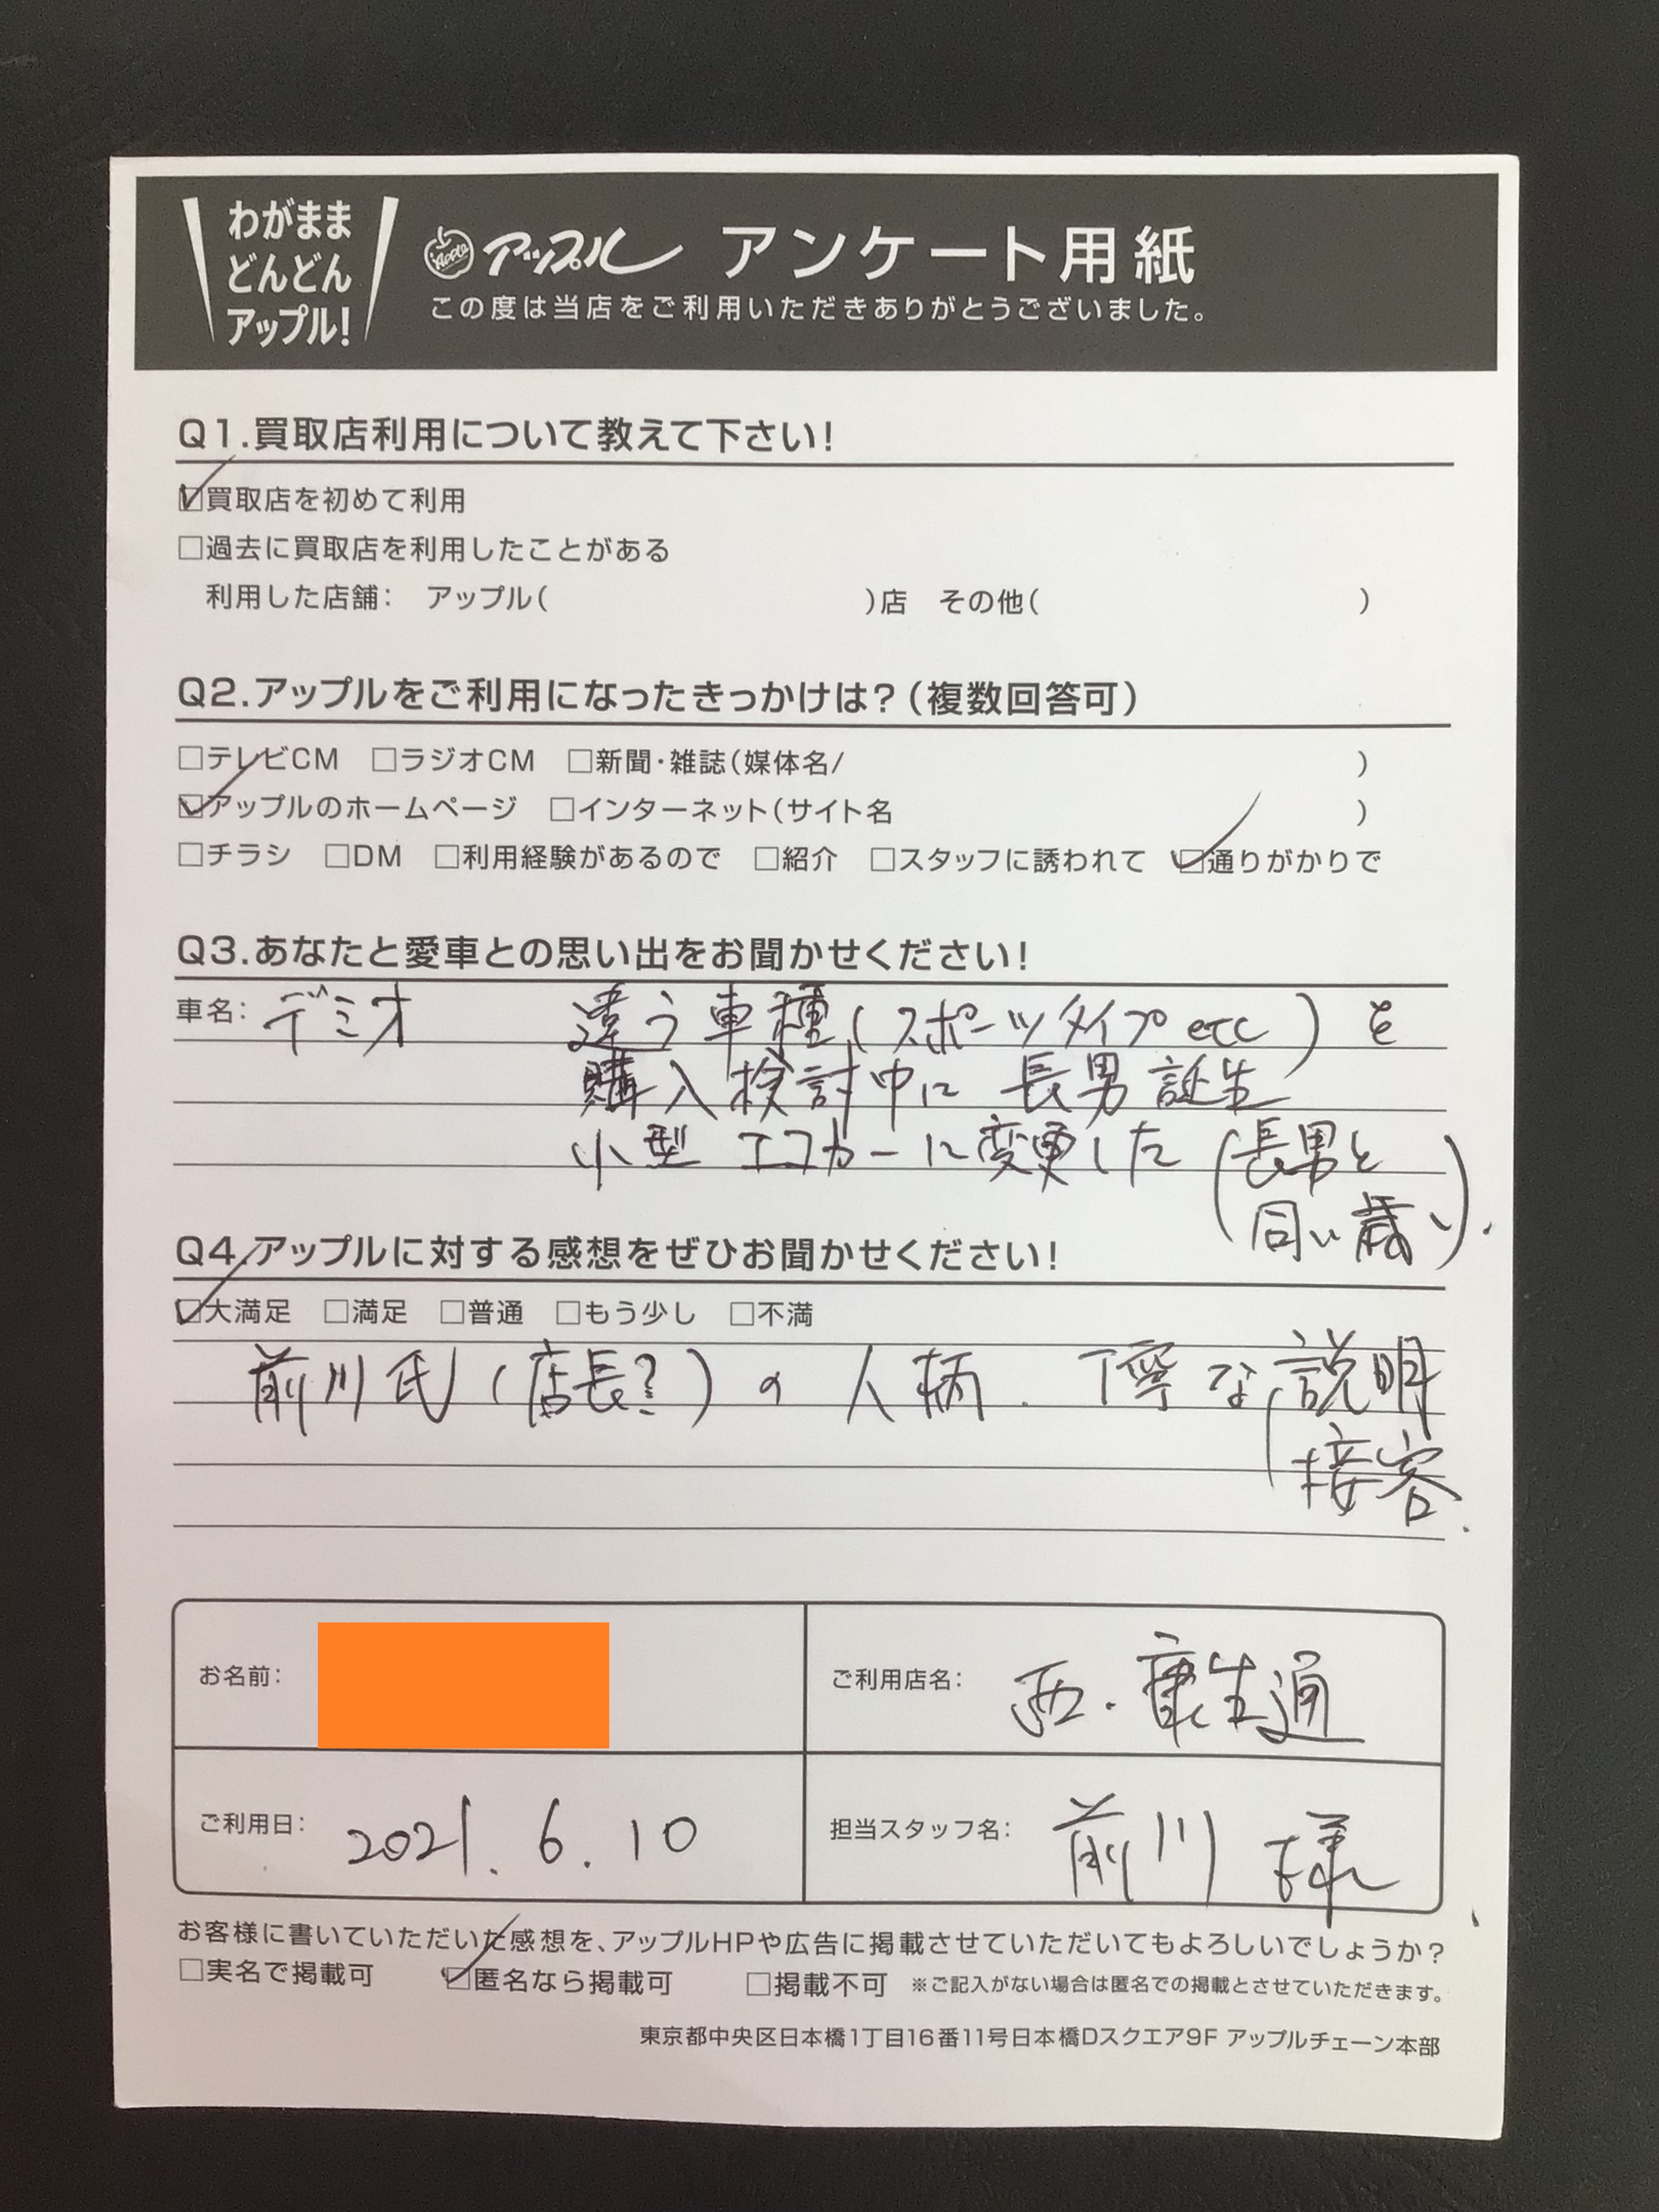 わがまま
どんどん
アップル!
Apple アップル アンケート用紙
この度は当店をご利用いただきありがとうございました。
Q1.買取店利用について教えて下さい!
☑買取店を初めて利用
□過去に買取店を利用したことがある
利用した店舗: アップル( )店 その他( )
Q2.アップルをご利用になったきっかけは?(複数回答可)
□テレビCM □ラジオCM □新聞・雑誌(媒体名/ )
☑アップルのホームページ □インターネット(サイト名 )
□チラシ □DM □利用経験があるので □紹介 □スタッフに誘われて ☑通りがかりで
Q3.あなたと愛車との思い出をお聞かせください!
車名: デミオ 違う車種(スポーツタイプetc)を
購入検討中に 長男誕生
小型 エコカーに変更した (長男と
同い歳い).
Q4.アップルに対する感想をぜひお聞かせください!
☑大満足 □満足 □普通 □もう少し □不満
前川氏(店長?)の人柄. 丁寧な 説明
接客.
お名前:
ご利用店名: 西・康生通
ご利用日: 2021.6.10
担当スタッフ名: 前川 様
お客様に書いていただいた感想を、アップルHPや広告に掲載させていただいてもよろしいでしょうか?
□実名で掲載可 ☑匿名なら掲載可 □掲載不可 ※ご記入がない場合は匿名での掲載とさせていただきます。
東京都中央区日本橋1丁目16番11号日本橋Dスクエア9F アップルチェーン本部